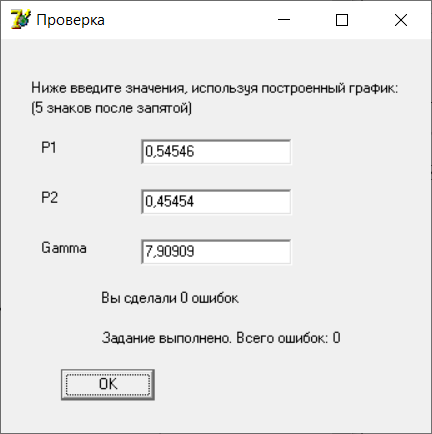 Проверка
Ниже введите значения, используя построенный график:
(5 знаков после запятой)
P1
0,54546
P2
0,45454
Gamma
7,90909
Вы сделали 0 ошибок
Задание выполнено. Всего ошибок: 0
OK